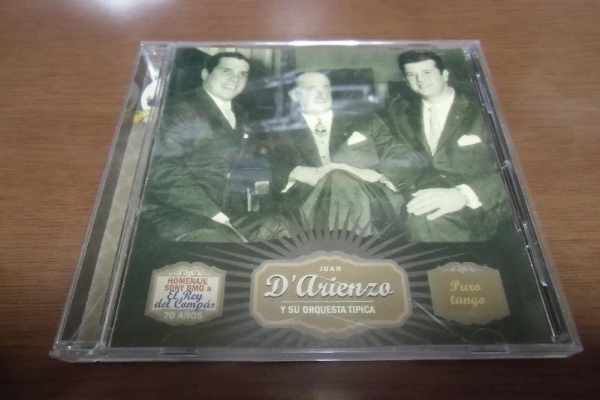 HOMENAJE
SONY BMG a
El Rey
del Compás
70 AÑOS
JUAN
D'Arienzo
Y SU ORQUESTA TIPICA
Puro
tango